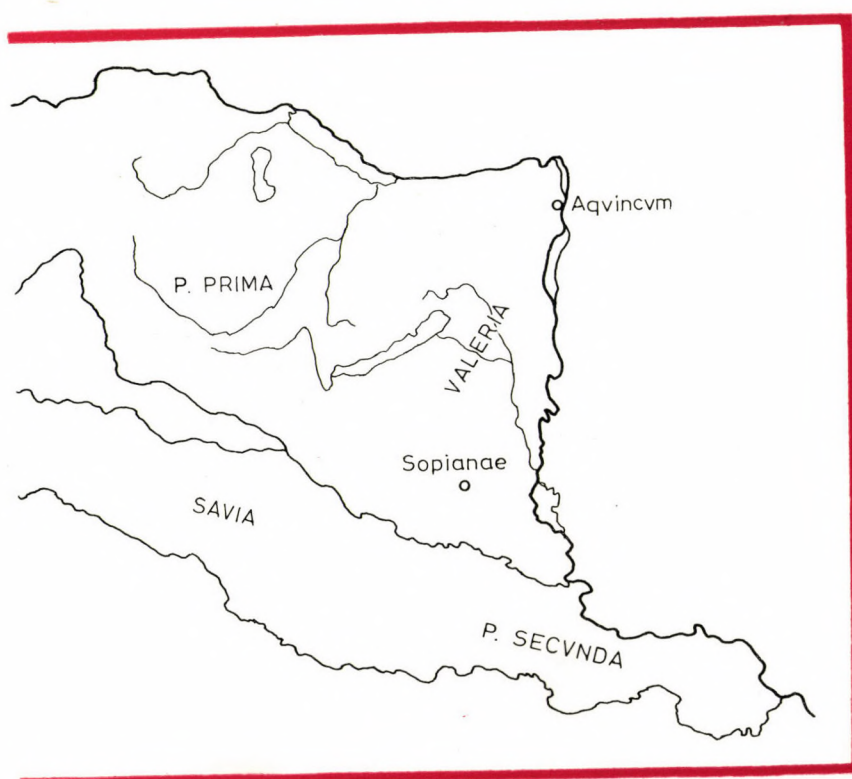 Aqvincvm
P. PRIMA
VALERIA
Sopianae
SAVIA
P. SECVNDA